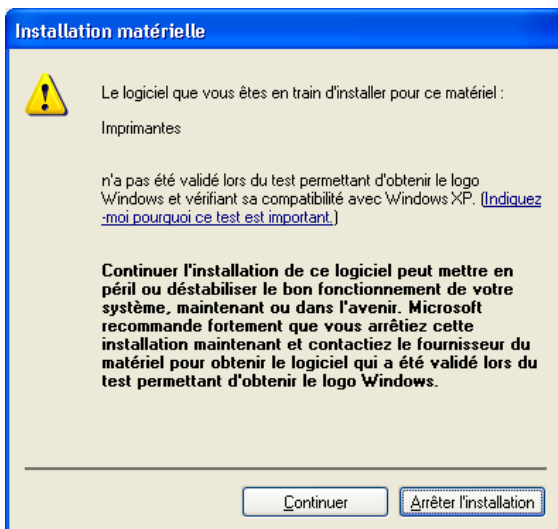 Installation matérielle
Le logiciel que vous êtes en train d'installer pour ce matériel :
Imprimantes
n'a pas été validé lors du test permettant d'obtenir le logo
Windows et vérifiant sa compatibilité avec Windows XP. (Indiquez
-moi pourquoi ce test est important.)
Continuer l'installation de ce logiciel peut mettre en
péril ou déstabiliser le bon fonctionnement de votre
système, maintenant ou dans l'avenir. Microsoft
recommande fortement que vous arrêtiez cette
installation maintenant et contactiez le fournisseur du
matériel pour obtenir le logiciel qui a été validé lors du
test permettant d'obtenir le logo Windows.
Continuer
Arrêter l'installation